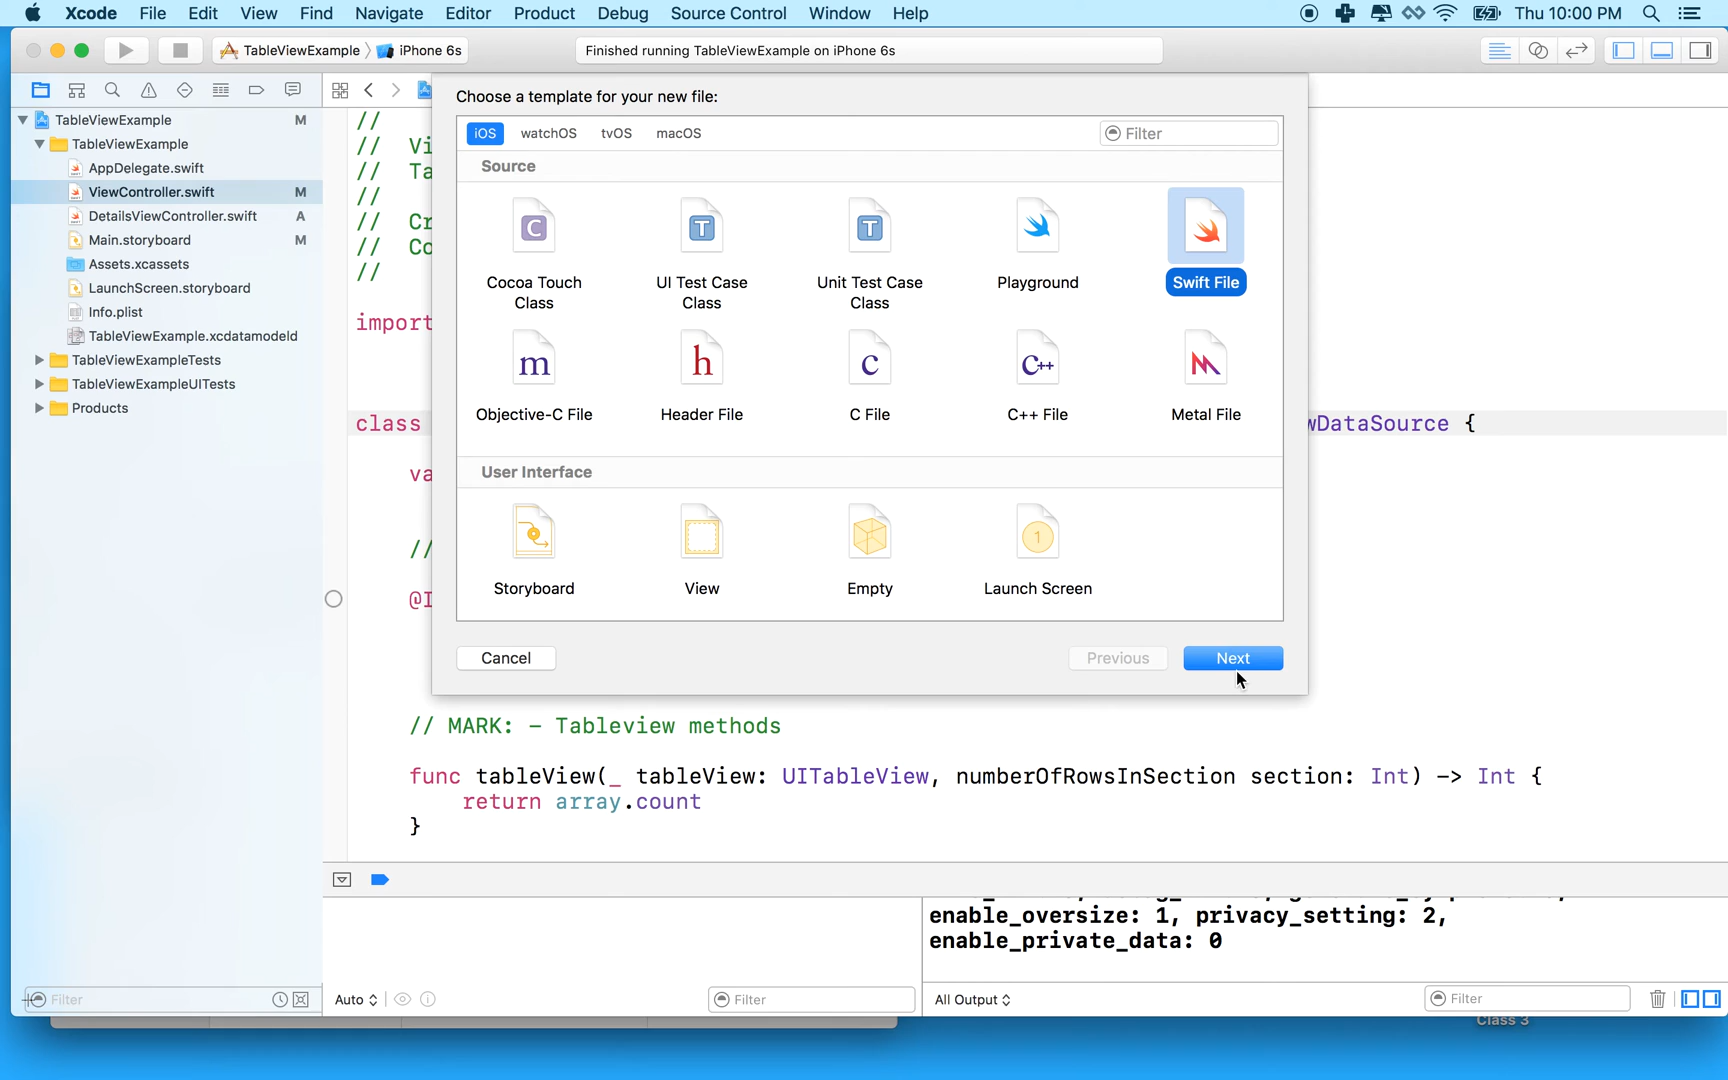 Xcode File Edit View Find Navigate Editor Product Debug Source Control Window Help Thu 10:00 PM
TableViewExample iPhone 6s Finished running TableViewExample on iPhone 6s
TableViewExample M
TableViewExample
AppDelegate.swift
ViewController.swift M
DetailsViewController.swift A
Main.storyboard M
Assets.xcassets
LaunchScreen.storyboard
Info.plist
TableViewExample.xcdatamodeld
TableViewExampleTests
TableViewExampleUITests
Products
Filter
Choose a template for your new file:
iOS watchOS tvOS macOS Filter
Source
C T T
Cocoa Touch Class
UI Test Case Class
Unit Test Case Class
Playground
Swift File
m h c c++
Objective-C File Header File C File C++ File Metal File
User Interface
1
Storyboard View Empty Launch Screen
Cancel Previous Next
//
// Vi
// Ta
//
// Cr
// Co
//
import
class wDataSource {
va
//
@I
// MARK: - Tableview methods
func tableView(_ tableView: UITableView, numberOfRowsInSection section: Int) -> Int {
return array.count
}
enable_oversize: 1, privacy_setting: 2,
enable_private_data: 0
Auto Filter All Output Filter
Class 3